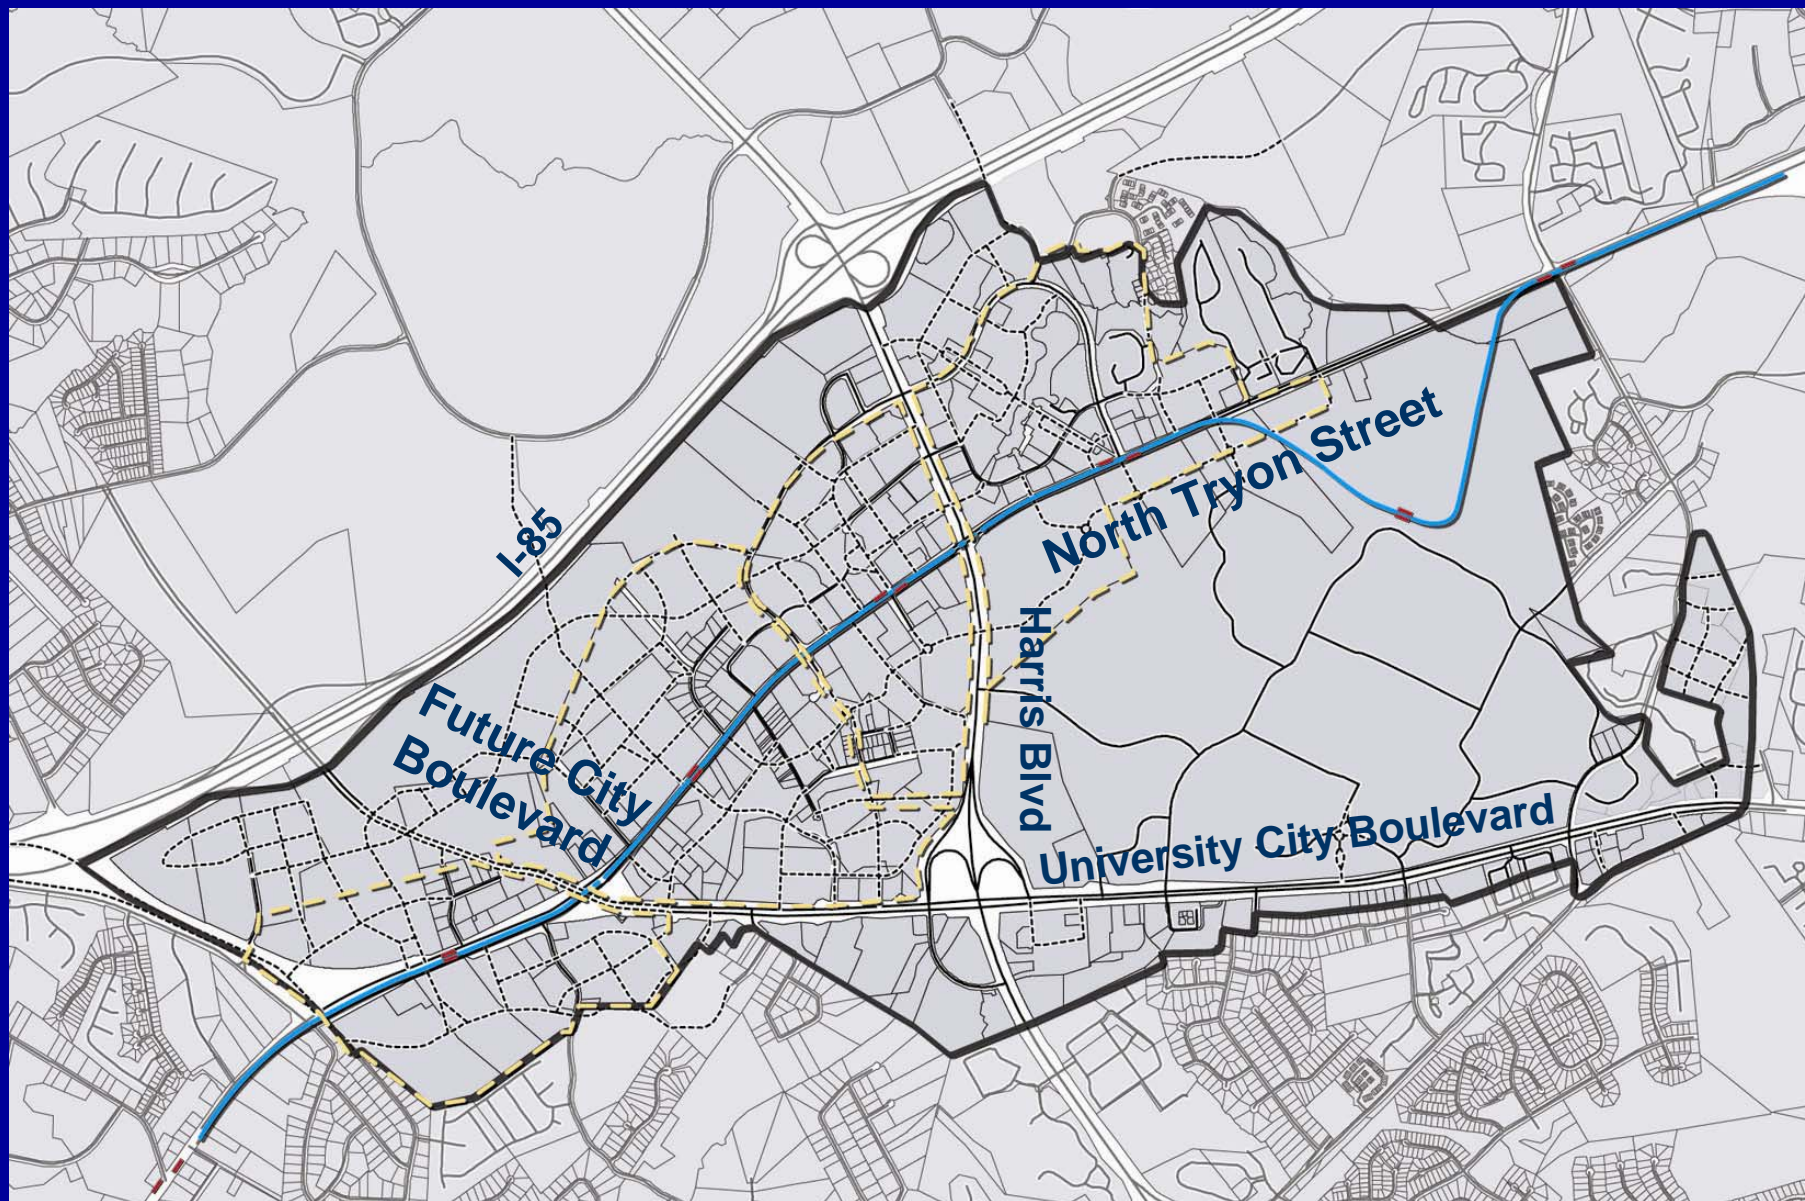 I-85
North Tryon Street
Harris Blvd
Future City
Boulevard
University City Boulevard